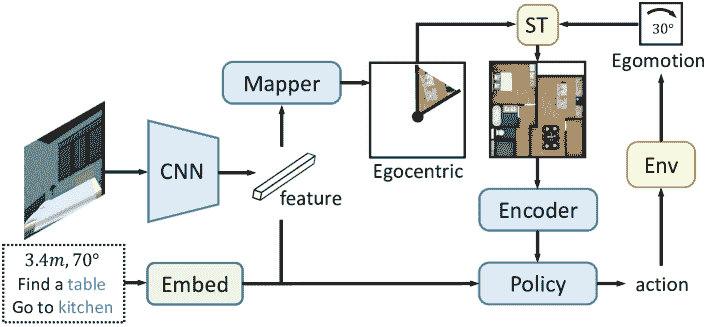 ST
30°
Egomotion
Mapper
Egocentric
CNN
feature
Env
Encoder
3.4m, 70°
Find a table
Go to kitchen
Embed
Policy
action